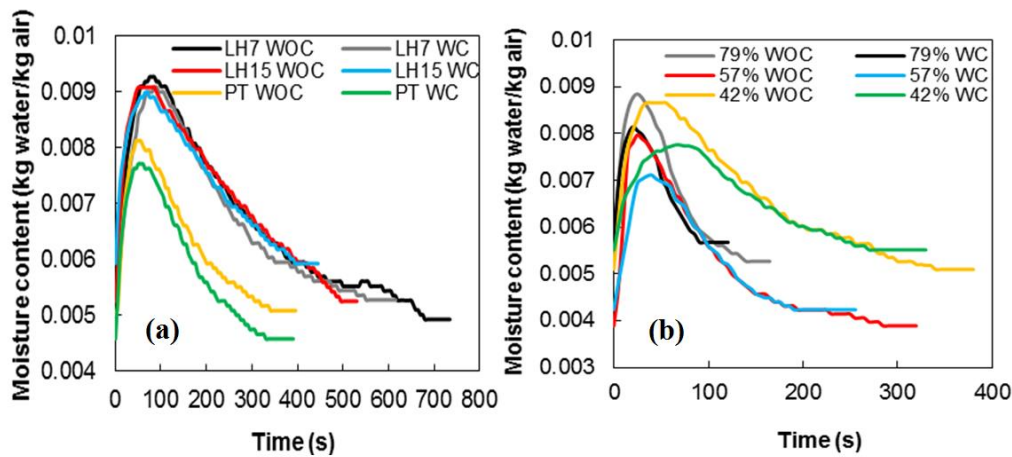 Moisture content (kg water/kg air)
0.01
0.009
0.008
0.007
0.006
0.005
0.004
LH7 WOC
LH7 WC
LH15 WOC
LH15 WC
PT WOC
PT WC
(a)
0 100 200 300 400 500 600 700 800
Time (s)
Moisture content (kg water/kg air)
0.01
0.009
0.008
0.007
0.006
0.005
0.004
0.003
79% WOC
79% WC
57% WOC
57% WC
42% WOC
42% WC
(b)
0 100 200 300 400
Time (s)